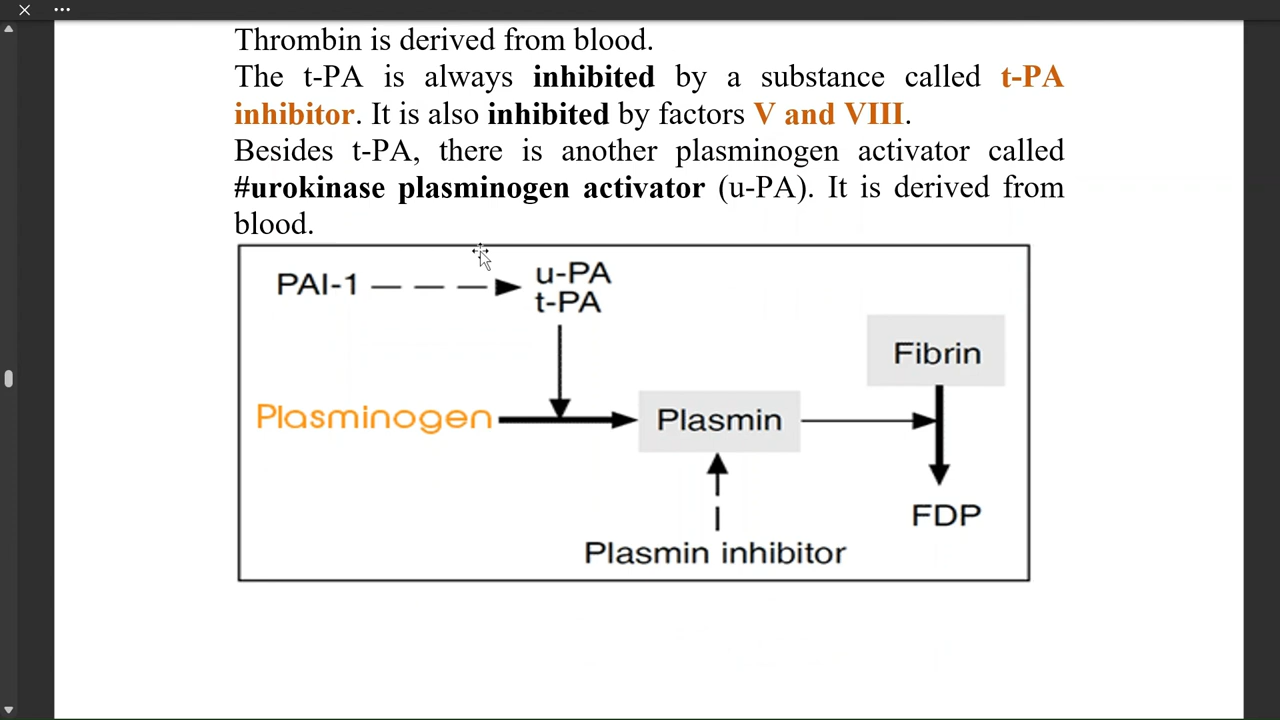 Thrombin is derived from blood.
The t-PA is always inhibited by a substance called t-PA
inhibitor. It is also inhibited by factors V and VIII.
Besides t-PA, there is another plasminogen activator called
#urokinase plasminogen activator (u-PA). It is derived from
blood.
PAI-1
u-PA
t-PA
Fibrin
Plasminogen
Plasmin
FDP
Plasmin inhibitor